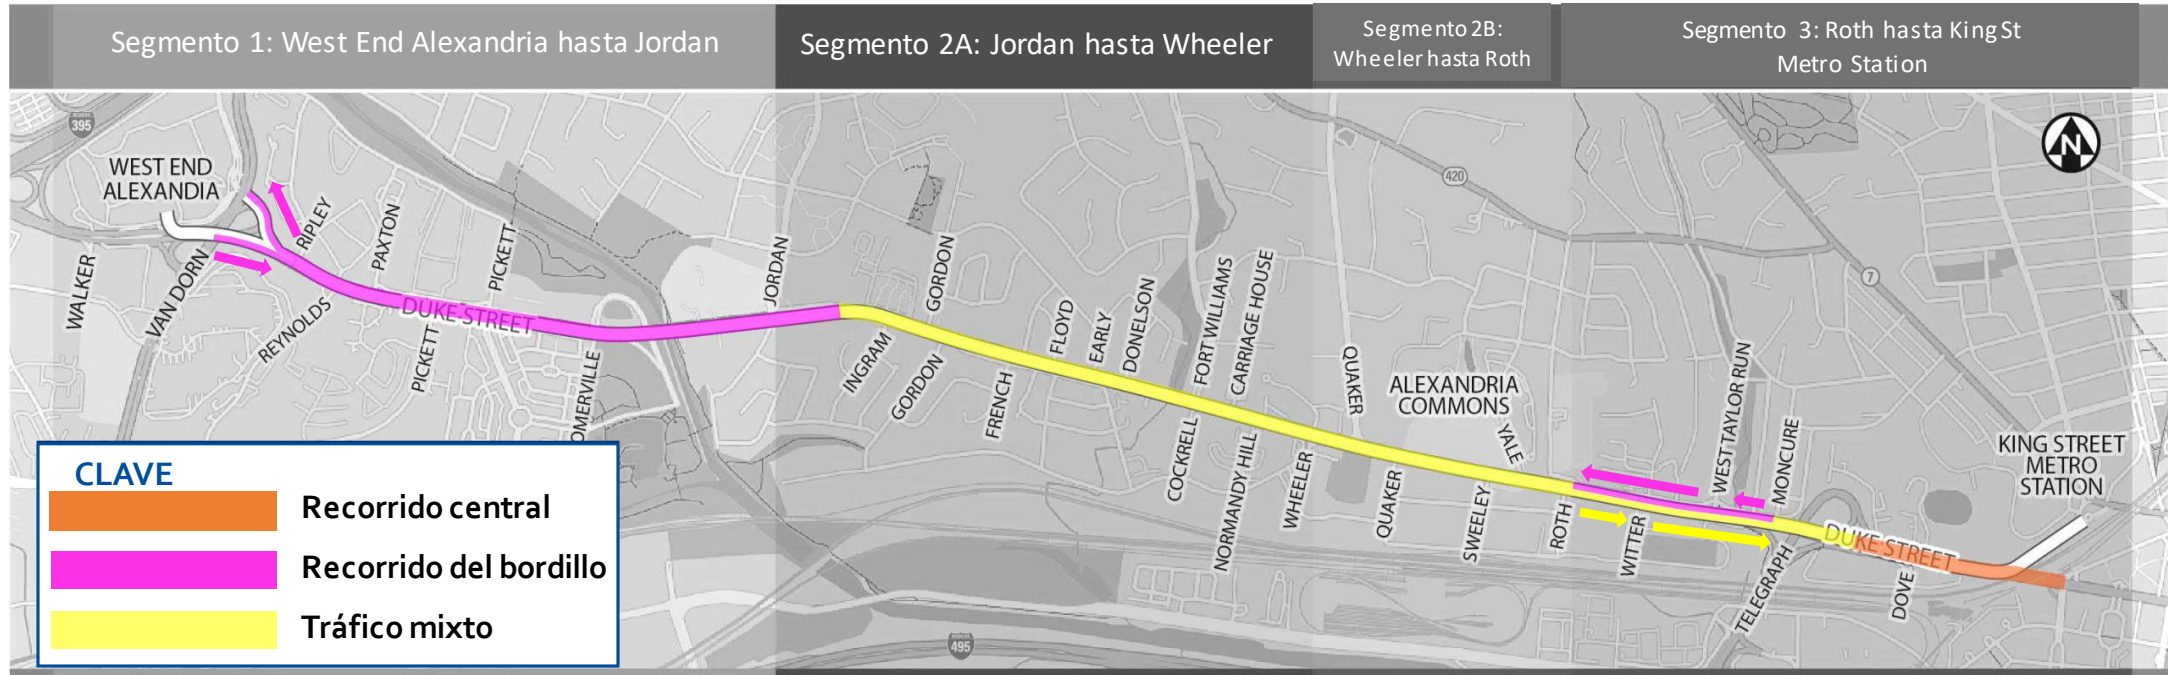 Segmento 1: West End Alexandria hasta Jordan
Segmento 2A: Jordan hasta Wheeler
Segmento 2B:
Wheeler hasta Roth
Segmento 3: Roth hasta King St
Metro Station
395
WEST END
ALEXANDIA
WALKER
VAN DORN
RIPLEY
REYNOLDS
PAXTON
DUKE STREET
PICKETT
PICKETT
OMERVILLE
JORDAN
INGRAM
GORDON
GORDON
FRENCH
FLOYD
EARLY
DONELSON
COCKRELL
FORT WILLIAMS
NORMANDY HILL
CARRIAGE HOUSE
WHEELER
QUAKER
QUAKER
420
ALEXANDRIA
COMMONS
SWEELEY
YALE
ROTH
WITTER
WEST TAYLOR RUN
MONCURE
TELEGRAPH
7
DUKE STREET
DOVE
KING STREET
METRO
STATION
N
495
CLAVE
Recorrido central
Recorrido del bordillo
Tráfico mixto